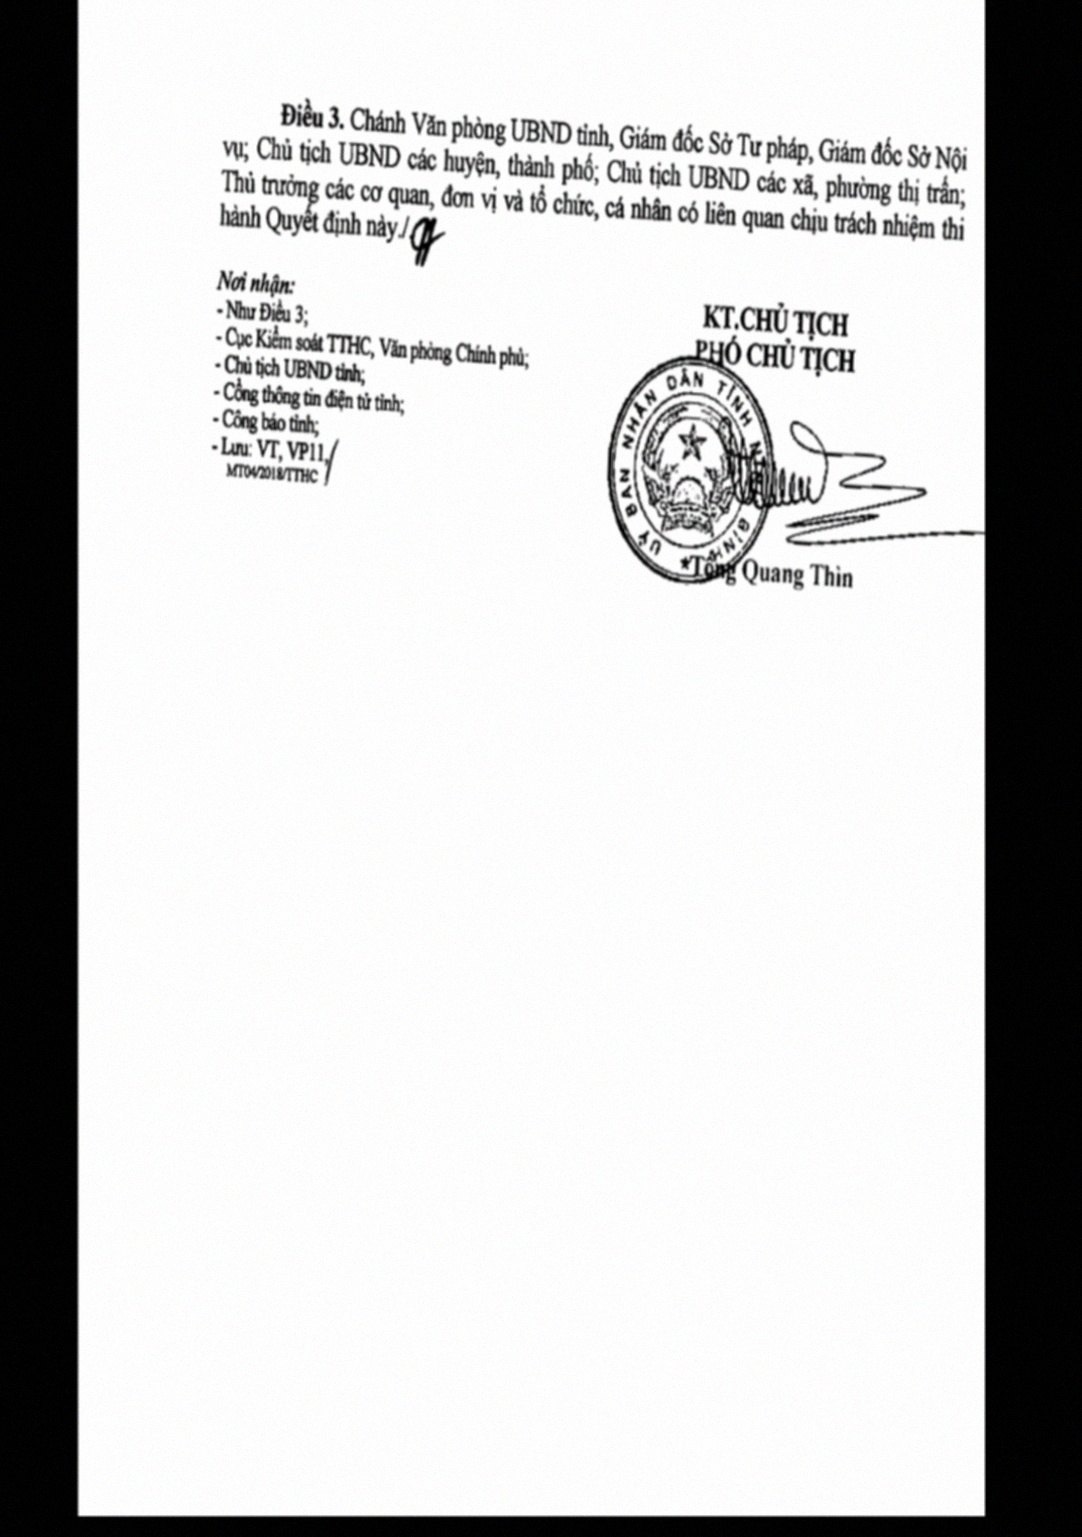 Điều 3. Chánh Văn phòng UBND tỉnh, Giám đốc Sở Tư pháp, Giám đốc Sở Nội
vụ; Chủ tịch UBND các huyện, thành phố; Chủ tịch UBND các xã, phường thị trấn;
Thủ trưởng các cơ quan, đơn vị và tổ chức, cá nhân có liên quan chịu trách nhiệm thi
hành Quyết định này./
Nơi nhận:
- Như Điều 3;
- Cục Kiểm soát TTHC, Văn phòng Chính phủ;
- Chủ tịch UBND tỉnh;
- Cổng thông tin điện tử tỉnh;
- Công báo tỉnh;
- Lưu: VT, VP11,
MT04/2018/TTHC
KT.CHỦ TỊCH
PHÓ CHỦ TỊCH
UỶ BAN NHÂN DÂN TỈNH BÌNH
Tống Quang Thìn